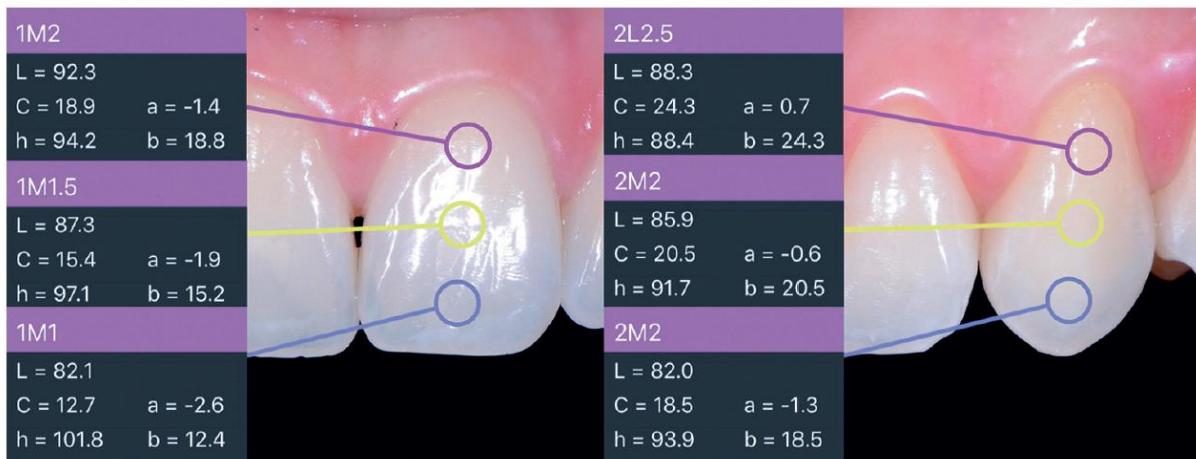 1M2
L = 92.3
C = 18.9 a = -1.4
h = 94.2 b = 18.8
1M1.5
L = 87.3
C = 15.4 a = -1.9
h = 97.1 b = 15.2
1M1
L = 82.1
C = 12.7 a = -2.6
h = 101.8 b = 12.4
2L2.5
L = 88.3
C = 24.3 a = 0.7
h = 88.4 b = 24.3
2M2
L = 85.9
C = 20.5 a = -0.6
h = 91.7 b = 20.5
2M2
L = 82.0
C = 18.5 a = -1.3
h = 93.9 b = 18.5